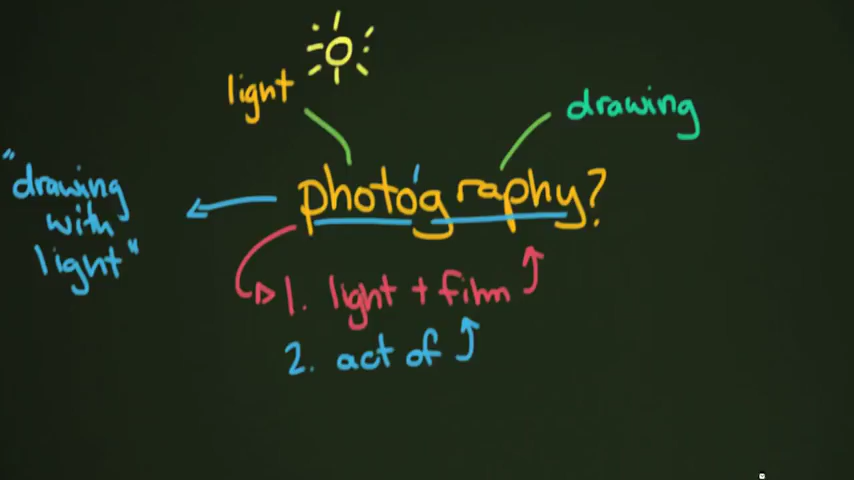 light
drawing
photography?
"drawing
with
light"
1. light + film
2. act of